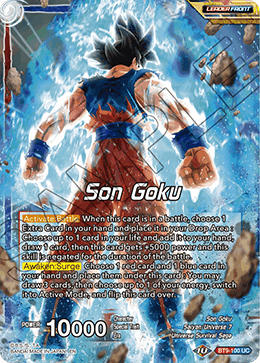 LEADER FRONT
Son Goku
Activate:Battle When this card is in a battle, choose 1
Extra Card in your hand and place it in your Drop Area :
Choose up to 1 card in your life and add it to your hand,
draw 1 card, then this card gets +5000 power and this
skill is negated for the duration of the battle.
Awaken:Surge Choose 1 red card and 1 blue card in
your hand and place them under this card : You may
draw 3 cards, then choose up to 1 of your energy, switch
it to Active Mode, and flip this card over.
POWER 10000
Character
Special Trait
Era
Son Goku
Saiyan Universe 7
Universe Survival Saga
BANDAI MADE IN JAPAN
BT9-100 UC